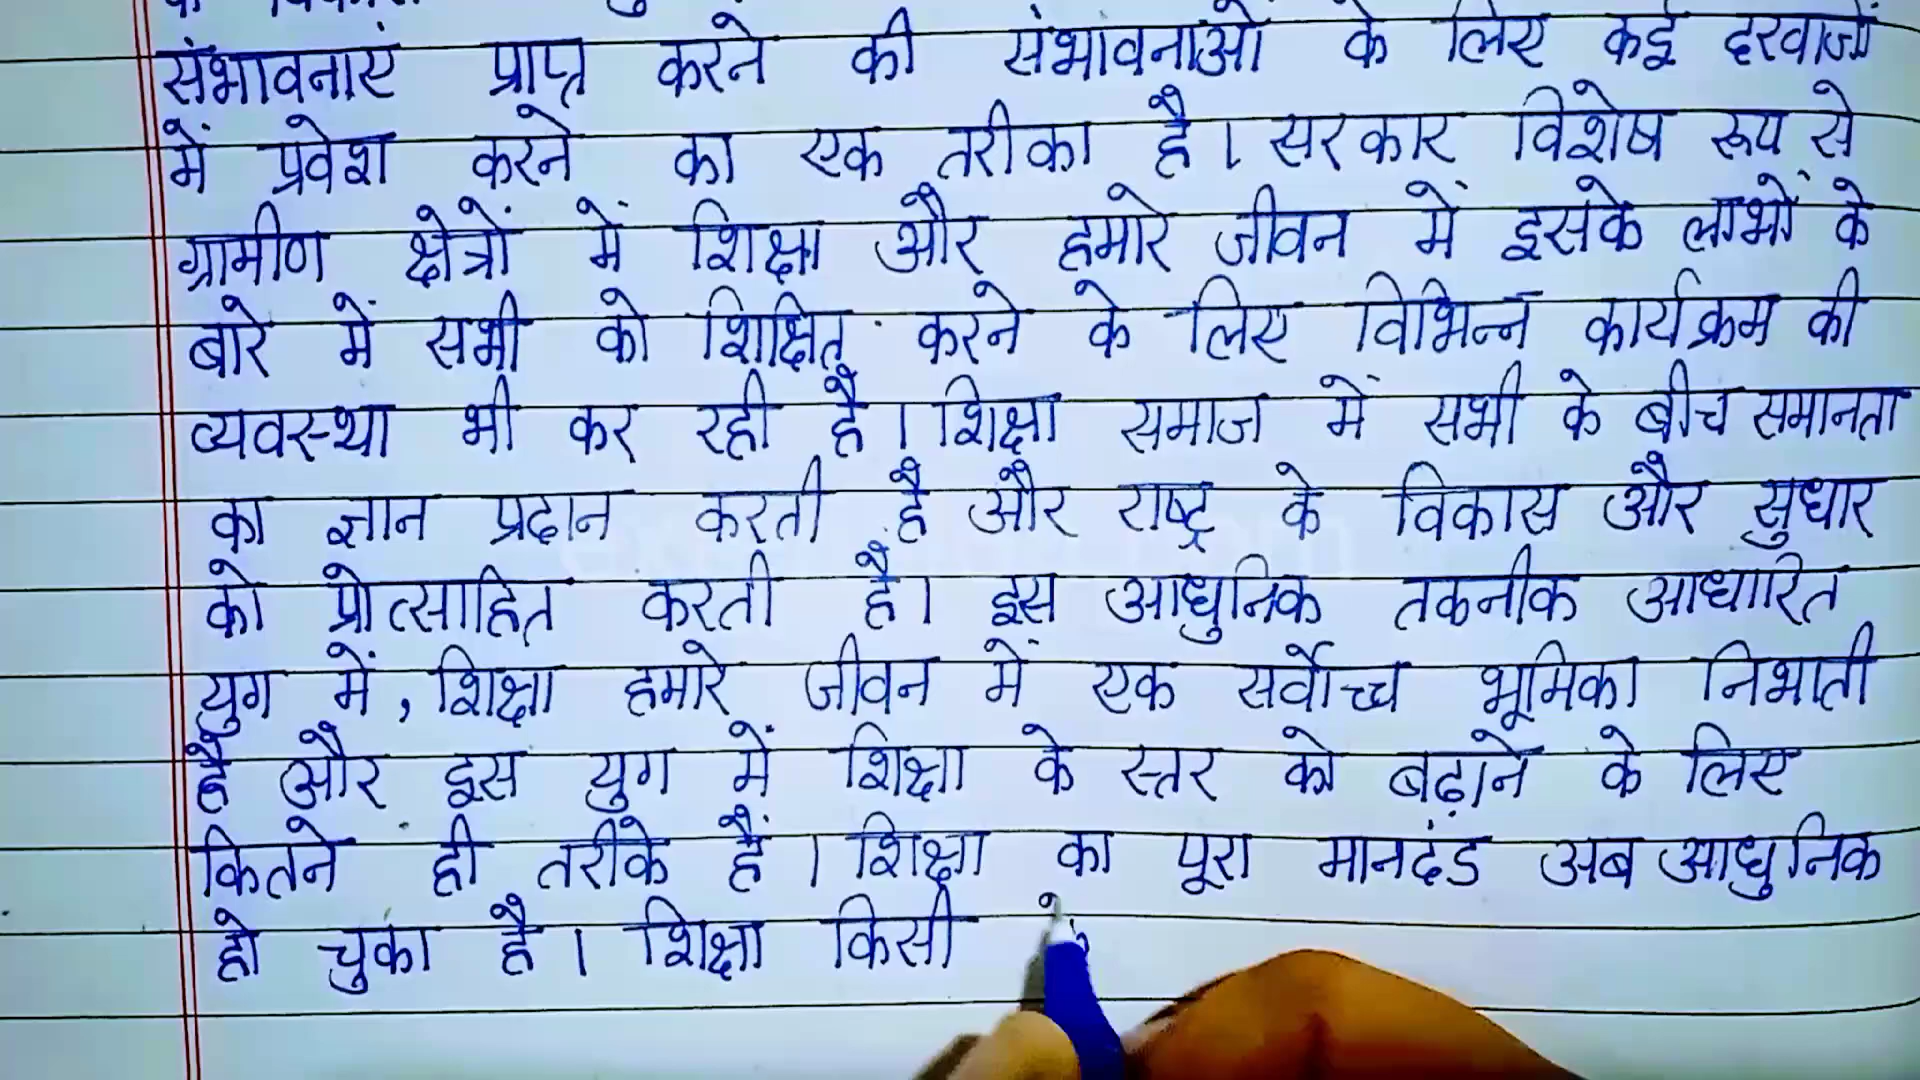 संभावनाएं प्राप्त करने की संभावनाओं के लिए कई दरवाजों
में प्रवेश करने का एक तरीका है। सरकार विशेष रूप से
ग्रामीण क्षेत्रों में शिक्षा और हमारे जीवन में इसके लाभों के
बारे में सभी को शिक्षित करने के लिए विभिन्न कार्यक्रम की
व्यवस्था भी कर रही है। शिक्षा समाज में सभी के बीच समानता
का ज्ञान प्रदान करती है और राष्ट्र के विकास और सुधार
को प्रोत्साहित करती है। इस आधुनिक तकनीक आधारित
युग में, शिक्षा हमारे जीवन में एक सर्वोच्च भूमिका निभाती
है और इस युग में शिक्षा के स्तर को बढ़ाने के लिए
कितने ही तरीके हैं। शिक्षा का पूरा मानदंड अब आधुनिक
हो चुका है। शिक्षा किसी